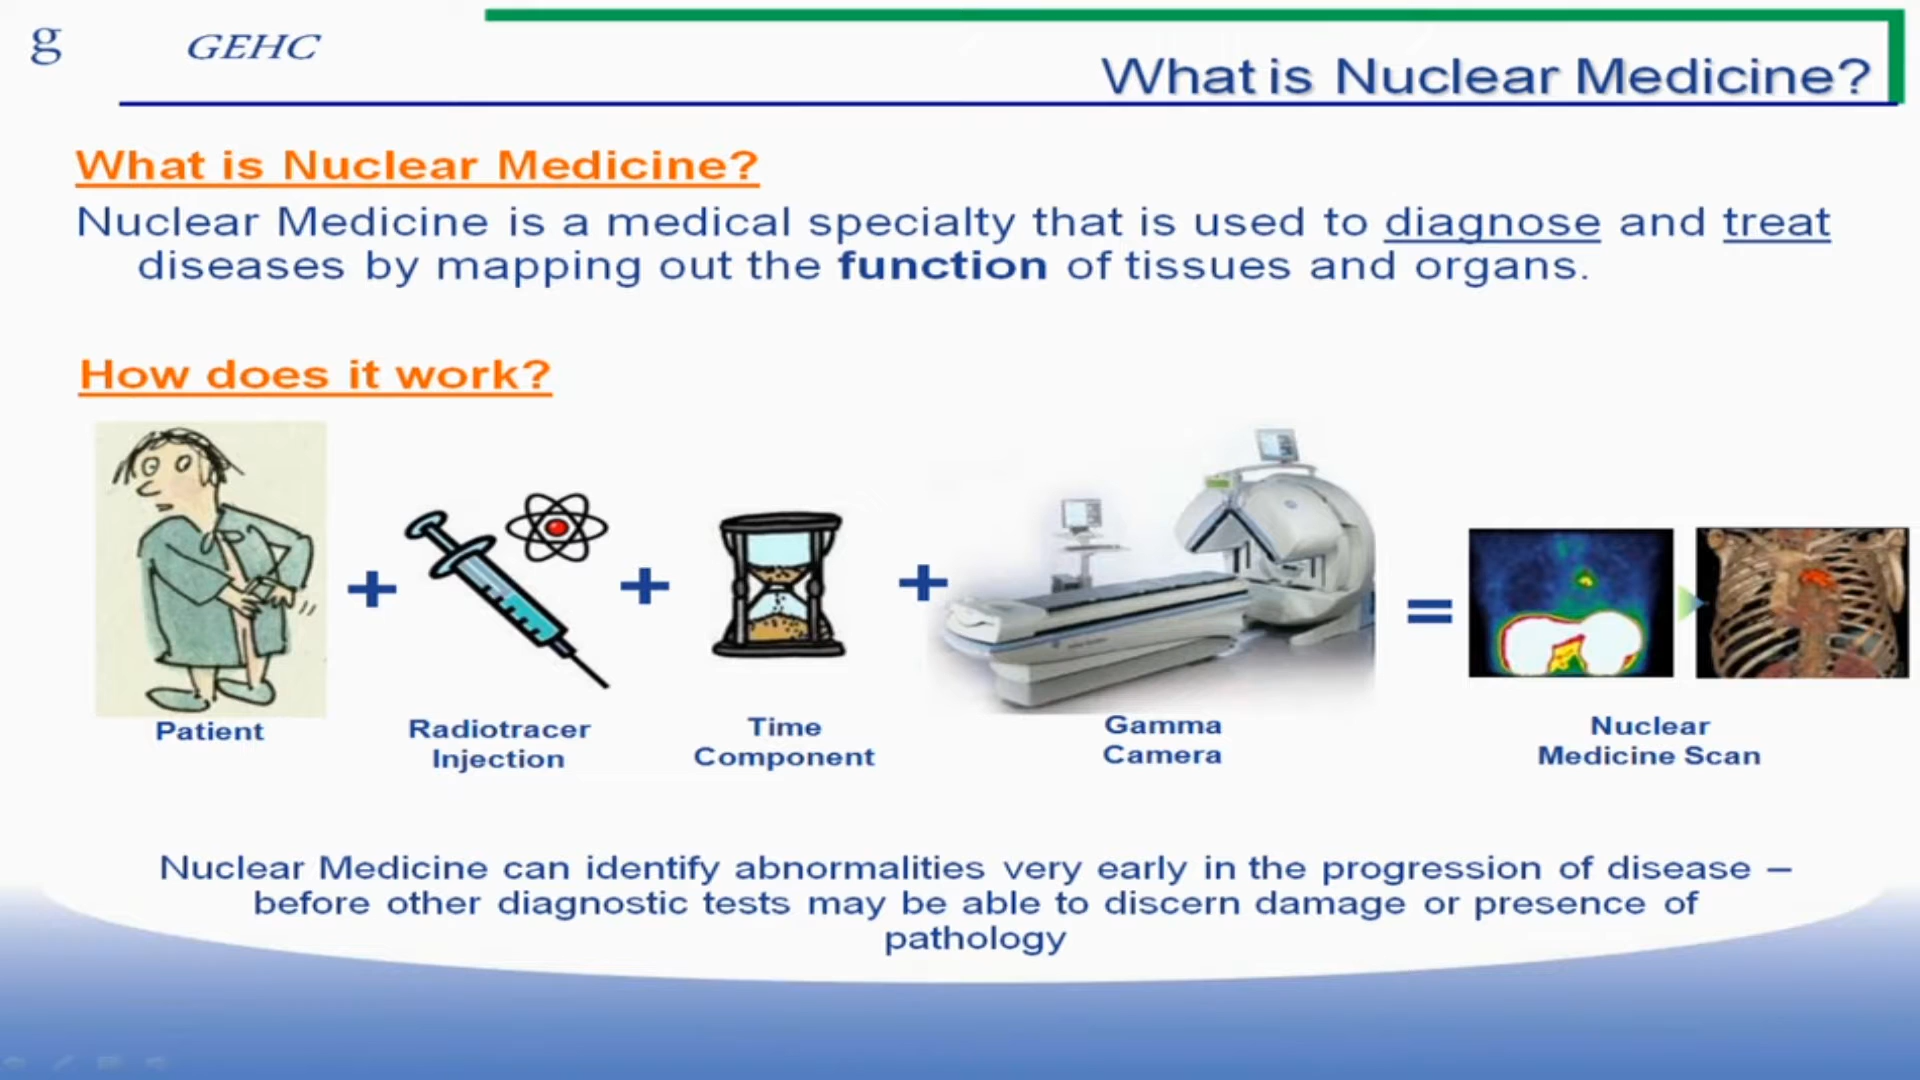 g GEHC
What is Nuclear Medicine?
What is Nuclear Medicine?
Nuclear Medicine is a medical specialty that is used to diagnose and treat
diseases by mapping out the function of tissues and organs.
How does it work?
+ + + =
Patient
Radiotracer
Injection
Time
Component
Gamma
Camera
Nuclear
Medicine Scan
Nuclear Medicine can identify abnormalities very early in the progression of disease –
before other diagnostic tests may be able to discern damage or presence of
pathology